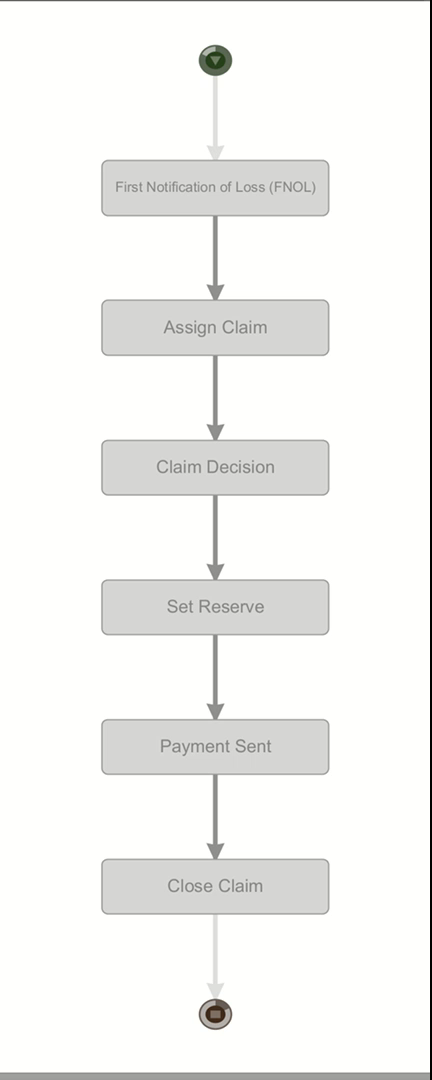 First Notification of Loss (FNOL)
Assign Claim
Claim Decision
Set Reserve
Payment Sent
Close Claim